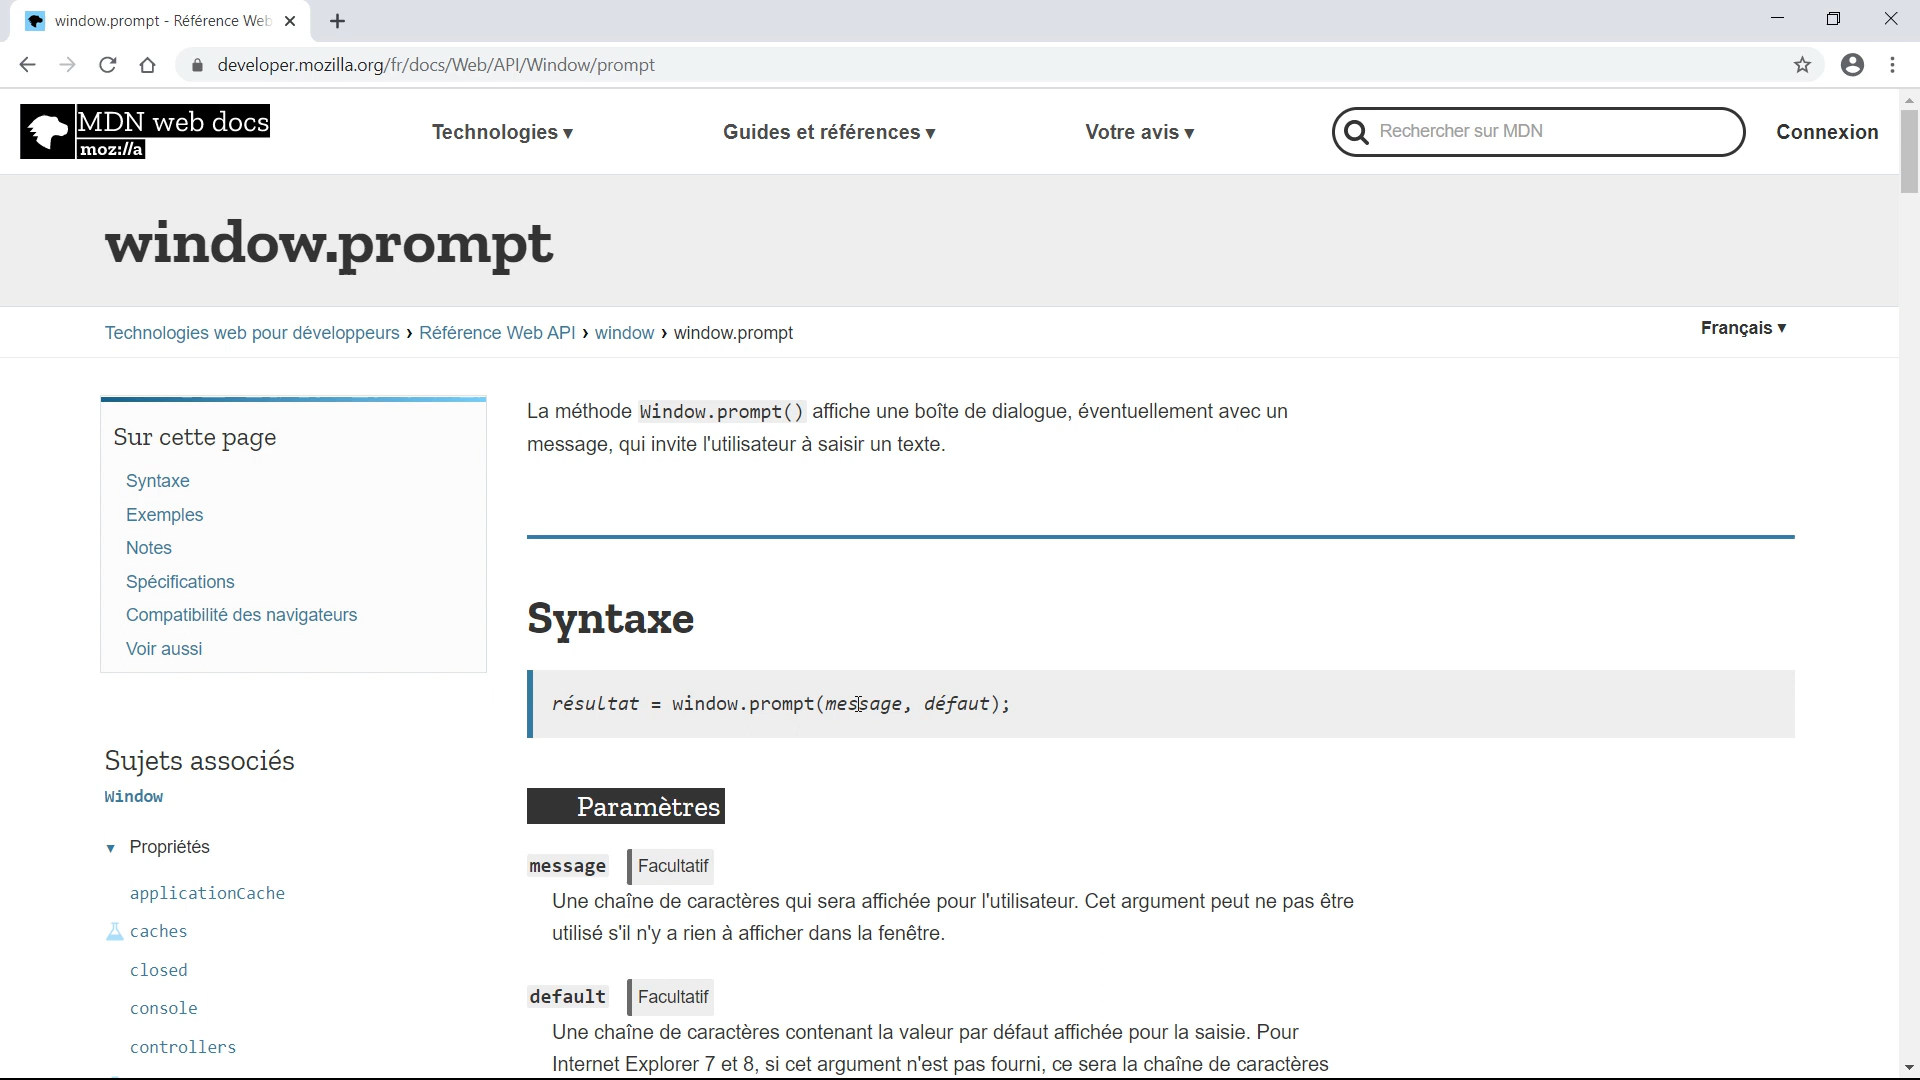 window.prompt - Référence Web
developer.mozilla.org/fr/docs/Web/API/Window/prompt
MDN web docs
moz://a
Technologies ▾
Guides et références ▾
Votre avis ▾
Rechercher sur MDN
Connexion
window.prompt
Technologies web pour développeurs › Référence Web API › window › window.prompt
Français ▾
Sur cette page
Syntaxe
Exemples
Notes
Spécifications
Compatibilité des navigateurs
Voir aussi
Sujets associés
Window
Propriétés
applicationCache
caches
closed
console
controllers
La méthode Window.prompt() affiche une boîte de dialogue, éventuellement avec un
message, qui invite l'utilisateur à saisir un texte.
Syntaxe
résultat = window.prompt(message, défaut);
Paramètres
message Facultatif
Une chaîne de caractères qui sera affichée pour l'utilisateur. Cet argument peut ne pas être
utilisé s'il n'y a rien à afficher dans la fenêtre.
default Facultatif
Une chaîne de caractères contenant la valeur par défaut affichée pour la saisie. Pour
Internet Explorer 7 et 8, si cet argument n'est pas fourni, ce sera la chaîne de caractères